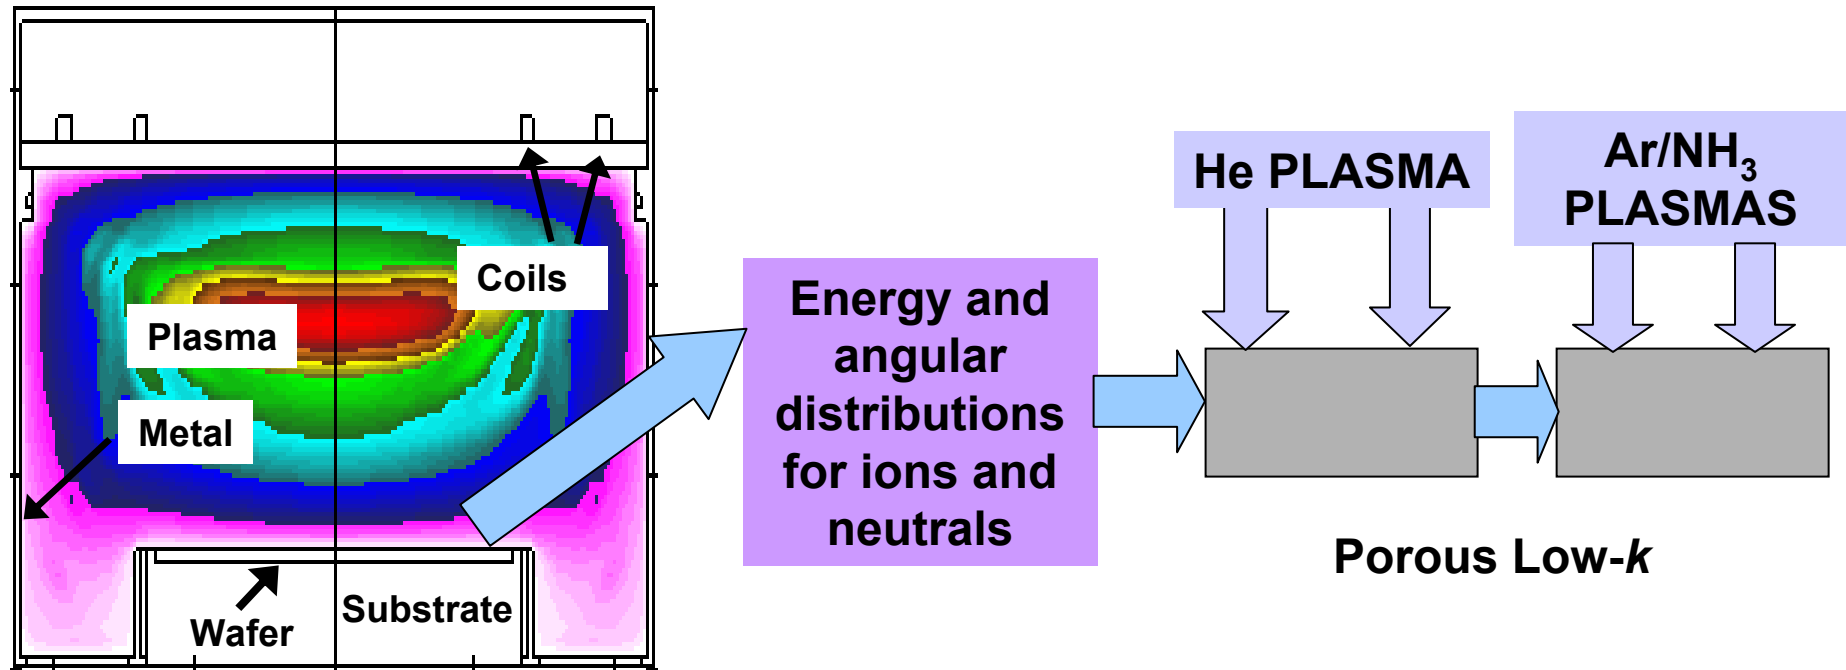 Coils
Plasma
Metal
Wafer
Substrate
Energy and
angular
distributions
for ions and
neutrals
He PLASMA
Ar/NH₃
PLASMAS
Porous Low-k